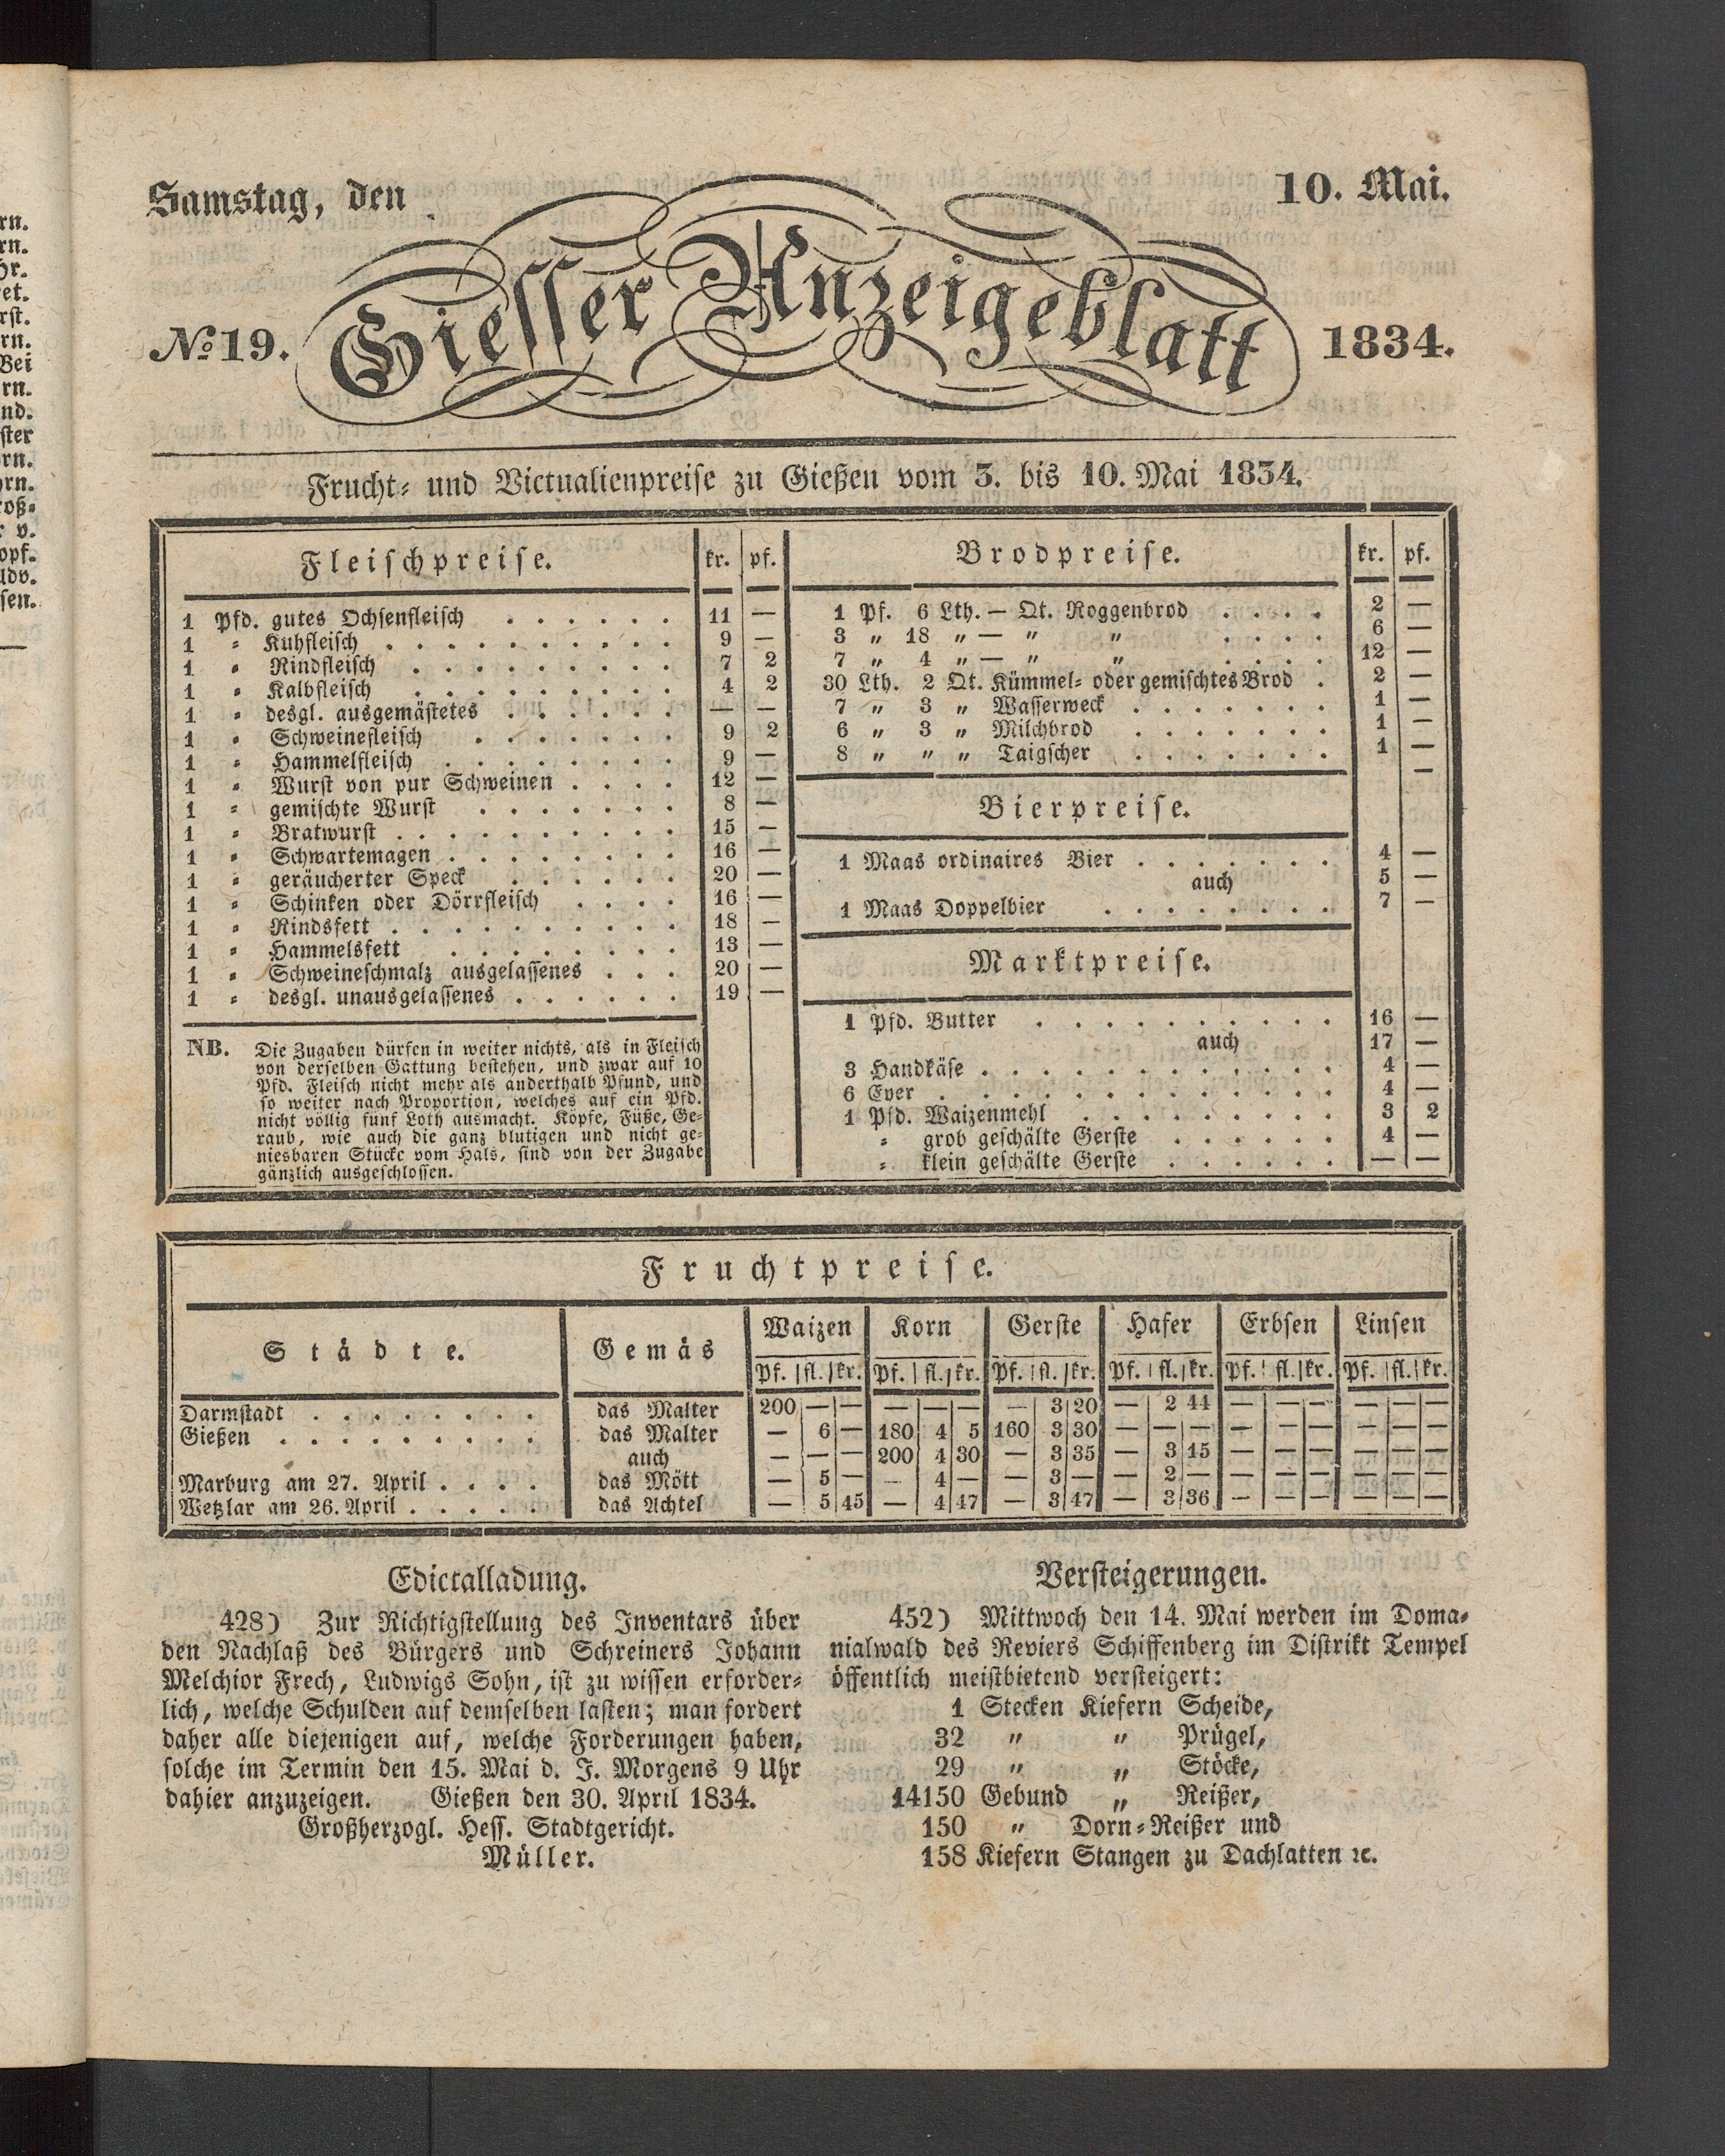 Samstag, den 10. Mai.
No 19. Giesser Anzeigeblatt 1834.
Frucht- und Victualienpreise zu Gießen vom 3. bis 10. Mai 1834.
Fleischpreise. kr. pf.
1 Pfd. gutes Ochsenfleisch . . . . . . 11 —
1 " Kuhfleisch . . . . . . . . . . 9 —
1 " Rindfleisch . . . . . . . . . 7 2
1 " Kalbfleisch . . . . . . . . . 4 2
1 " desgl. ausgemästetes . . . . . . — —
1 " Schweinefleisch . . . . . . . 9 2
1 " Hammelfleisch . . . . . . . . 9 —
1 " Wurst von pur Schweinen . . . . 12 —
1 " gemischte Wurst . . . . . . . 8 —
1 " Bratwurst . . . . . . . . . . 15 —
1 " Schwartemagen . . . . . . . . 16 —
1 " geräucherter Speck . . . . . . 20 —
1 " Schinken oder Dörrfleisch . . . . 16 —
1 " Rindsfett . . . . . . . . . . 18 —
1 " Hammelsfett . . . . . . . . 13 —
1 " Schweineschmalz ausgelassenes . . . 20 —
1 " desgl. unausgelassenes . . . . . . 19 —
NB. Die Zugaben dürfen in weiter nichts, als in Fleisch
von derselben Gattung bestehen, und zwar auf 10
Pfd. Fleisch nicht mehr als anderthalb Pfund, und
so weiter nach Proportion, welches auf ein Pfd.
nicht völlig fünf Loth ausmacht. Köpfe, Füße, Ge-
raub, wie auch die ganz blutigen und nicht ge-
niesbaren Stücke vom Hals, sind von der Zugabe
gänzlich ausgeschlossen.
Brodpreise. kr. pf.
1 Pf. 6 Lth. — Qt. Roggenbrod . . . . 2 —
3 " 18 " — " " . . . . 6 —
7 " 4 " — " " . . . . 12 —
30 Lth. 2 Qt. Kümmel- oder gemischtes Brod . 2 —
7 " 3 " Wasserweck . . . . . . . 1 —
6 " 3 " Milchbrod . . . . . . . 1 —
8 " " " Taigscher . . . . . . . 1 —
—
Bierpreise.
1 Maas ordinaires Bier . . . . . . . 4 —
auch 5 —
1 Maas Doppelbier . . . . . . . . 7 —
Marktpreise.
1 Pfd. Butter . . . . . . . . . . 16 —
auch 17 —
3 Handkäse . . . . . . . . . . . . 4 —
6 Eyer . . . . . . . . . . . . . 4 —
1 Pfd. Waizenmehl . . . . . . . . . 3 2
" grob geschälte Gerste . . . . . . 4 —
" klein geschälte Gerste . . . . . . — —
Fruchtpreise.
Städte. Gemäs Waizen Korn Gerste Hafer Erbsen Linsen
Pf. fl. kr. Pf. fl. kr. Pf. fl. kr. Pf. fl. kr. Pf. fl. kr. Pf. fl. kr.
Darmstadt . . . . . . . . das Malter 200 — — — — — — 3 20 — 2 44 — — — — — —
Gießen . . . . . . . . . das Malter — 6 — 180 4 5 160 3 30 — — — — — — — — —
auch — — — 200 4 30 — 3 35 — 3 15 — — — — — —
Marburg am 27. April . . . . das Mött — 5 — — 4 — — 3 — — 2 — — — — — — —
Wetzlar am 26. April . . . . . das Achtel — 5 45 — 4 47 — 3 47 — 3 36 — — — — — —
Edictalladung.
428) Zur Richtigstellung des Inventars über
den Nachlaß des Bürgers und Schreiners Johann
Melchior Frech, Ludwigs Sohn, ist zu wissen erforder-
lich, welche Schulden auf demselben lasten; man fordert
daher alle diejenigen auf, welche Forderungen haben,
solche im Termin den 15. Mai d. J. Morgens 9 Uhr
dahier anzuzeigen. Gießen den 30. April 1834.
Großherzogl. Hess. Stadtgericht.
Müller.
Versteigerungen.
452) Mittwoch den 14. Mai werden im Doma-
nialwald des Reviers Schiffenberg im Distrikt Tempel
öffentlich meistbietend versteigert:
1 Stecken Kiefern Scheide,
32 " " Prügel,
29 " " Stöcke,
14150 Gebund " Reißer,
150 " Dorn-Reißer und
158 Kiefern Stangen zu Dachlatten ꝛc.